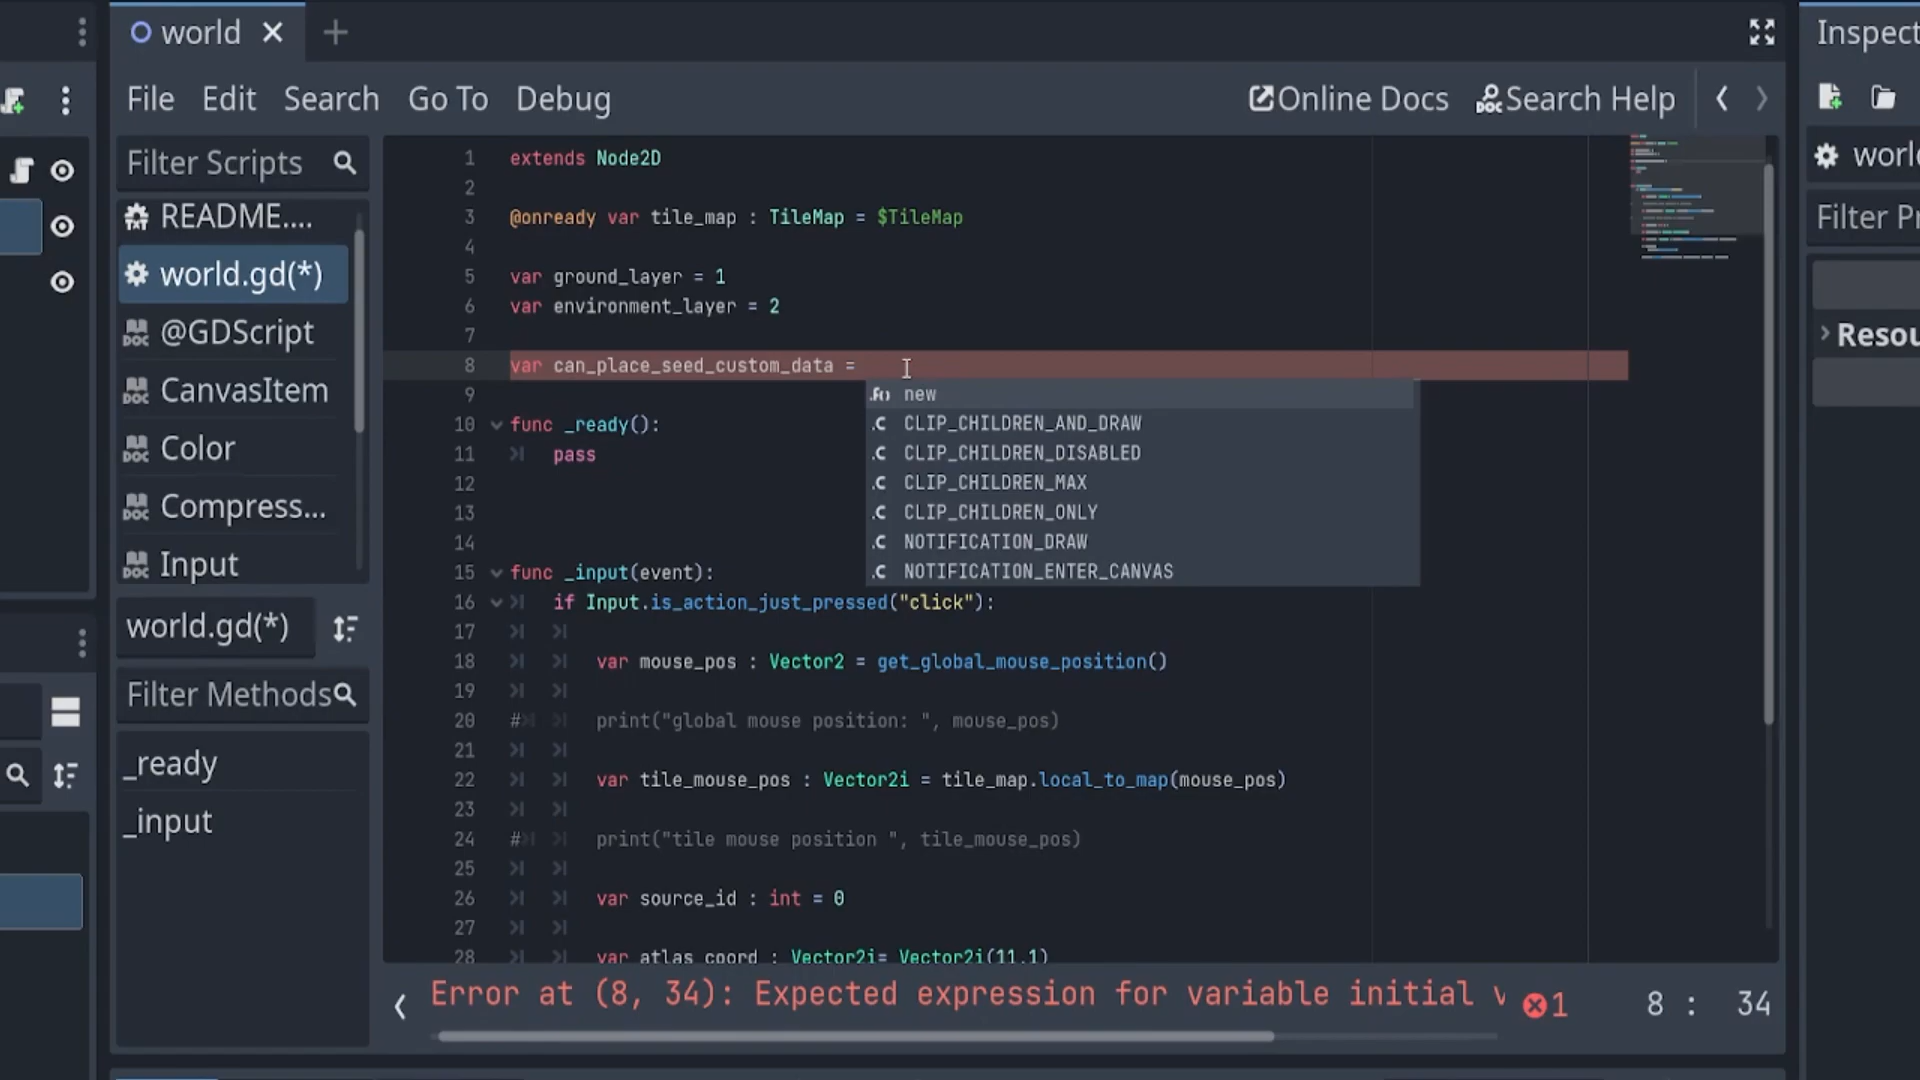 world
Inspect
File Edit Search Go To Debug
Online Docs
Search Help
Filter Scripts
README....
world.gd(*)
@GDScript
CanvasItem
Color
Compress...
Input
world.gd(*)
Filter Methods
_ready
_input
1 extends Node2D
2
3 @onready var tile_map : TileMap = $TileMap
4
5 var ground_layer = 1
6 var environment_layer = 2
7
8 var can_place_seed_custom_data =
9
10 func _ready():
11 pass
12
13
14
15 func _input(event):
16 if Input.is_action_just_pressed("click"):
17
18 var mouse_pos : Vector2 = get_global_mouse_position()
19
20 # print("global mouse position: ", mouse_pos)
21
22 var tile_mouse_pos : Vector2i = tile_map.local_to_map(mouse_pos)
23
24 # print("tile mouse position ", tile_mouse_pos)
25
26 var source_id : int = 0
27
28 var atlas_coord : Vector2i= Vector2i(11,1)
new
CLIP_CHILDREN_AND_DRAW
CLIP_CHILDREN_DISABLED
CLIP_CHILDREN_MAX
CLIP_CHILDREN_ONLY
NOTIFICATION_DRAW
NOTIFICATION_ENTER_CANVAS
Error at (8, 34): Expected expression for variable initial v
1
8 : 34
worl
Filter Pr
Resou